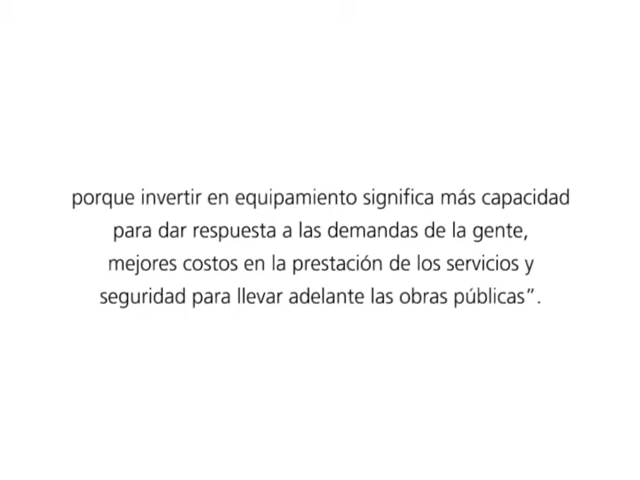 porque invertir en equipamiento significa más capacidad
para dar respuesta a las demandas de la gente,
mejores costos en la prestación de los servicios y
seguridad para llevar adelante las obras públicas”.